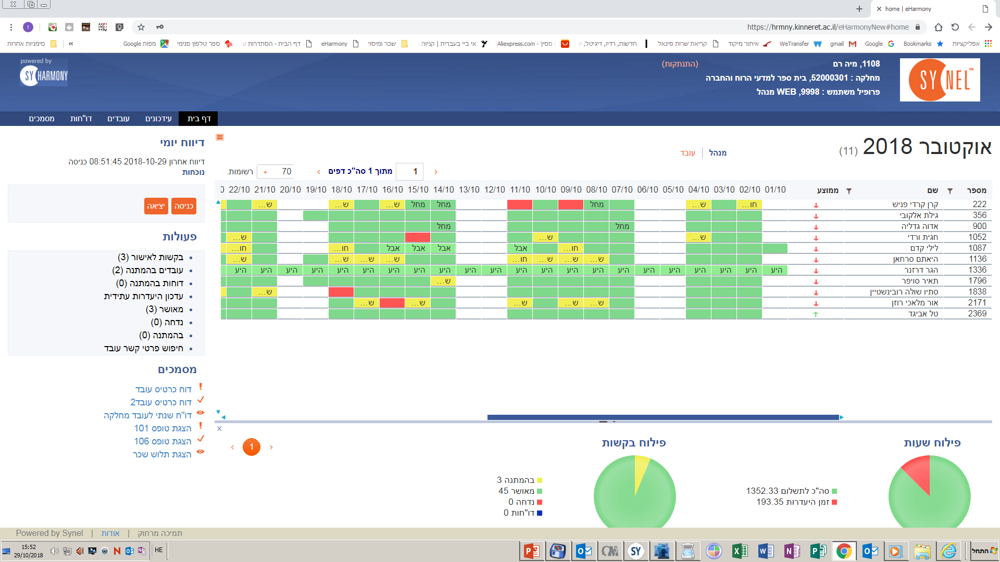 home | eHarmony
https://hrmny.kinneret.ac.il/eHarmonyNew#home
אפליקציות
Bookmarks
Google
gmail
WeTransfer
איתור מיקוד
קריאת שרות סינאל
חדשות, רדיו, דיגיטל,
Aliexpress.com - מסין
אי ביי בעברית | קניות
שכר ומיסוי
eHarmony
דף הבית - הסתדרות
ספר טלפון פנימי
מפות Google
«
סימניות אחרות
SYNEL™
1108, מיה רם
(התנתקות)
מחלקה : 52000301, בית ספר למדעי הרוח והחברה
פרופיל משתמש : 9998, WEB מנהל
powered by
SYHARMONY
דף בית
עידכונים
עובדים
דו"חות
מסמכים
אוקטובר 2018 (11)
מנהל | עובד
1 מתוך 1 סה"כ דפים
70 רשומות.
מספר שם ממוצע 01/10 02/10 03/10 04/10 05/10 06/10 07/10 08/10 09/10 10/10 11/10 12/10 13/10 14/10 15/10 16/10 17/10 18/10 19/10 20/10 21/10 22/10 0
222 קרן קרדי פניש חו... ש... מחל מחל מחל ש... ש... ש...
356 גילת אלקובי
900 אדוה גדליה מחל מחל
1052 חגית ורדי ש... ש... ש...
1087 לילי קדם חו... אבל אבל אבל אבל חו... חו...
1136 היאתם סרחאן ש... ש... ש... חו... ש... ש... ש... ש...
1336 הגר דרזנר היע היע היע היע היע היע היע היע היע היע היע היע היע היע היע היע היע היע היע היע היע היע
1796 תאיר סויפר ש...
1838 סתיו שולה רובינשטיין ש...
2171 אור מלאכי רוזן ש... ש... ש... ש... ש...
2369 טל אביגד
דיווח יומי
דיווח אחרון 2018-10-29 08:51:45 כניסה
נוכחות
כניסה
יציאה
פעולות
בקשות לאישור (3)
עובדים בהמתנה (2)
דוחות בהמתנה (0)
עדכון היעדרות עתידית
מאושר (3)
נדחה (0)
בהמתנה (0)
חיפוש פרטי קשר עובד
מסמכים
דוח כרטיס עובד
דוח כרטיס עובד2
דו"ח שנתי לעובד מחלקה
הצגת טופס 101
הצגת טופס 106
הצגת תלוש שכר
X
פילוח שעות
סה"כ לתשלום 1352.33
זמן היעדרות 193.35
פילוח בקשות
בהמתנה 3
מאושר 45
נדחה 0
דו"חות 0
1
תמיכה מרחוק | אודות | Powered by Synel
התחל
SY
HE
15:52
29/10/2018